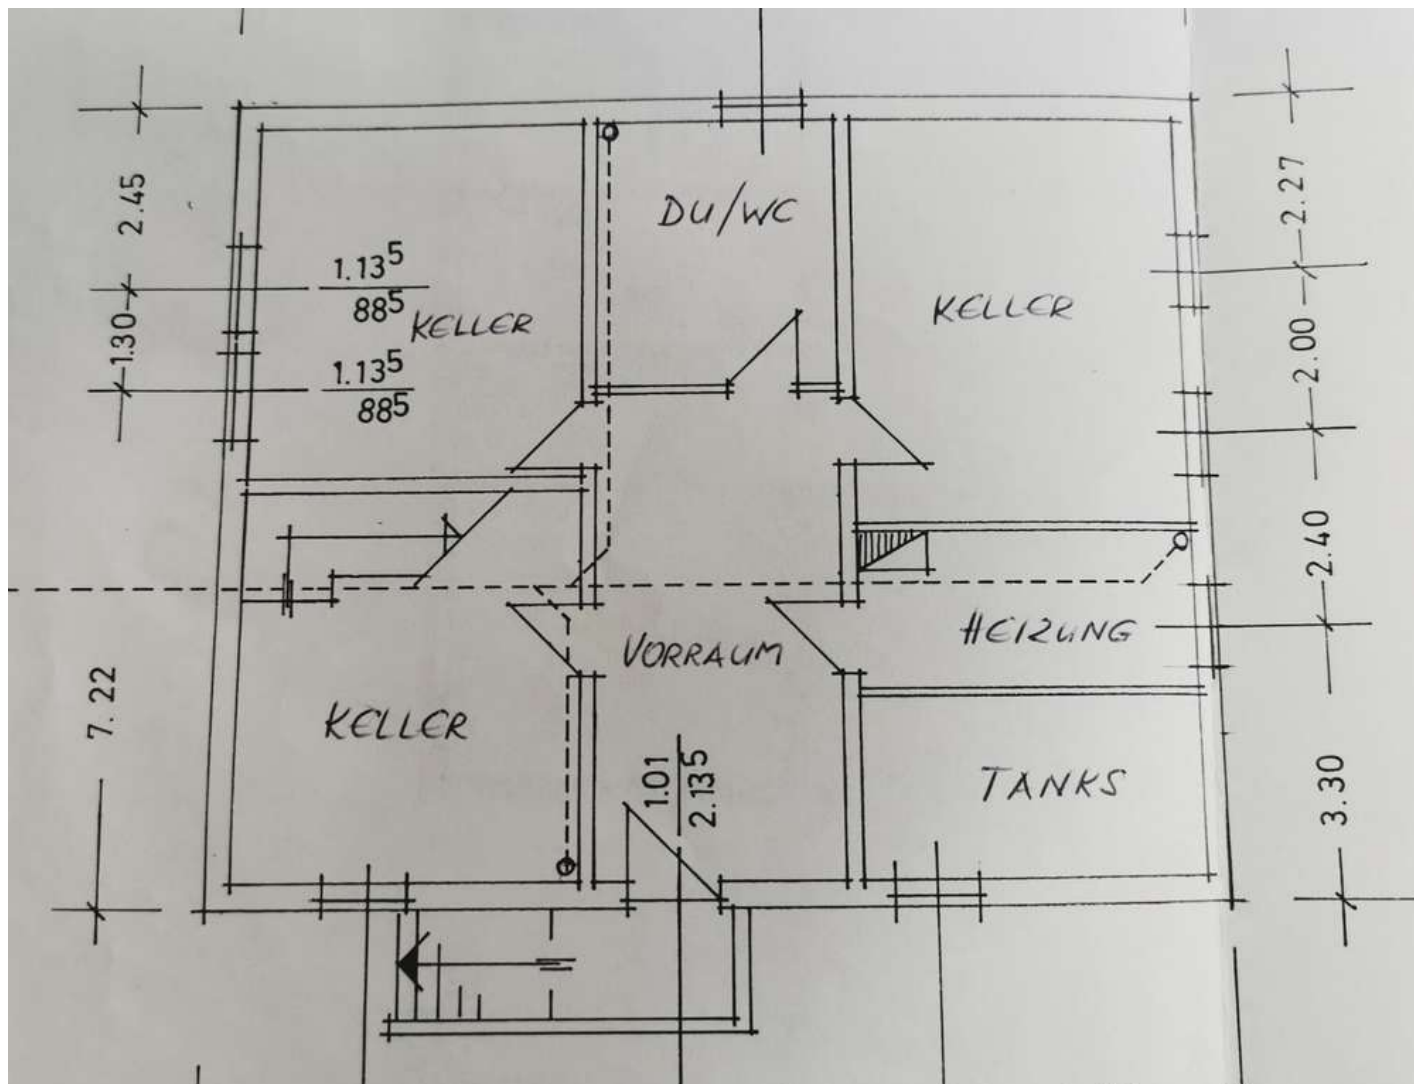 2.45
2.27
DU/WC
1.13⁵
88⁵
KELLER
KELLER
1.30
2.00
1.13⁵
88⁵
2.40
HEIZUNG
VORRAUM
7.22
KELLER
1.01
2.13⁵
TANKS
3.30